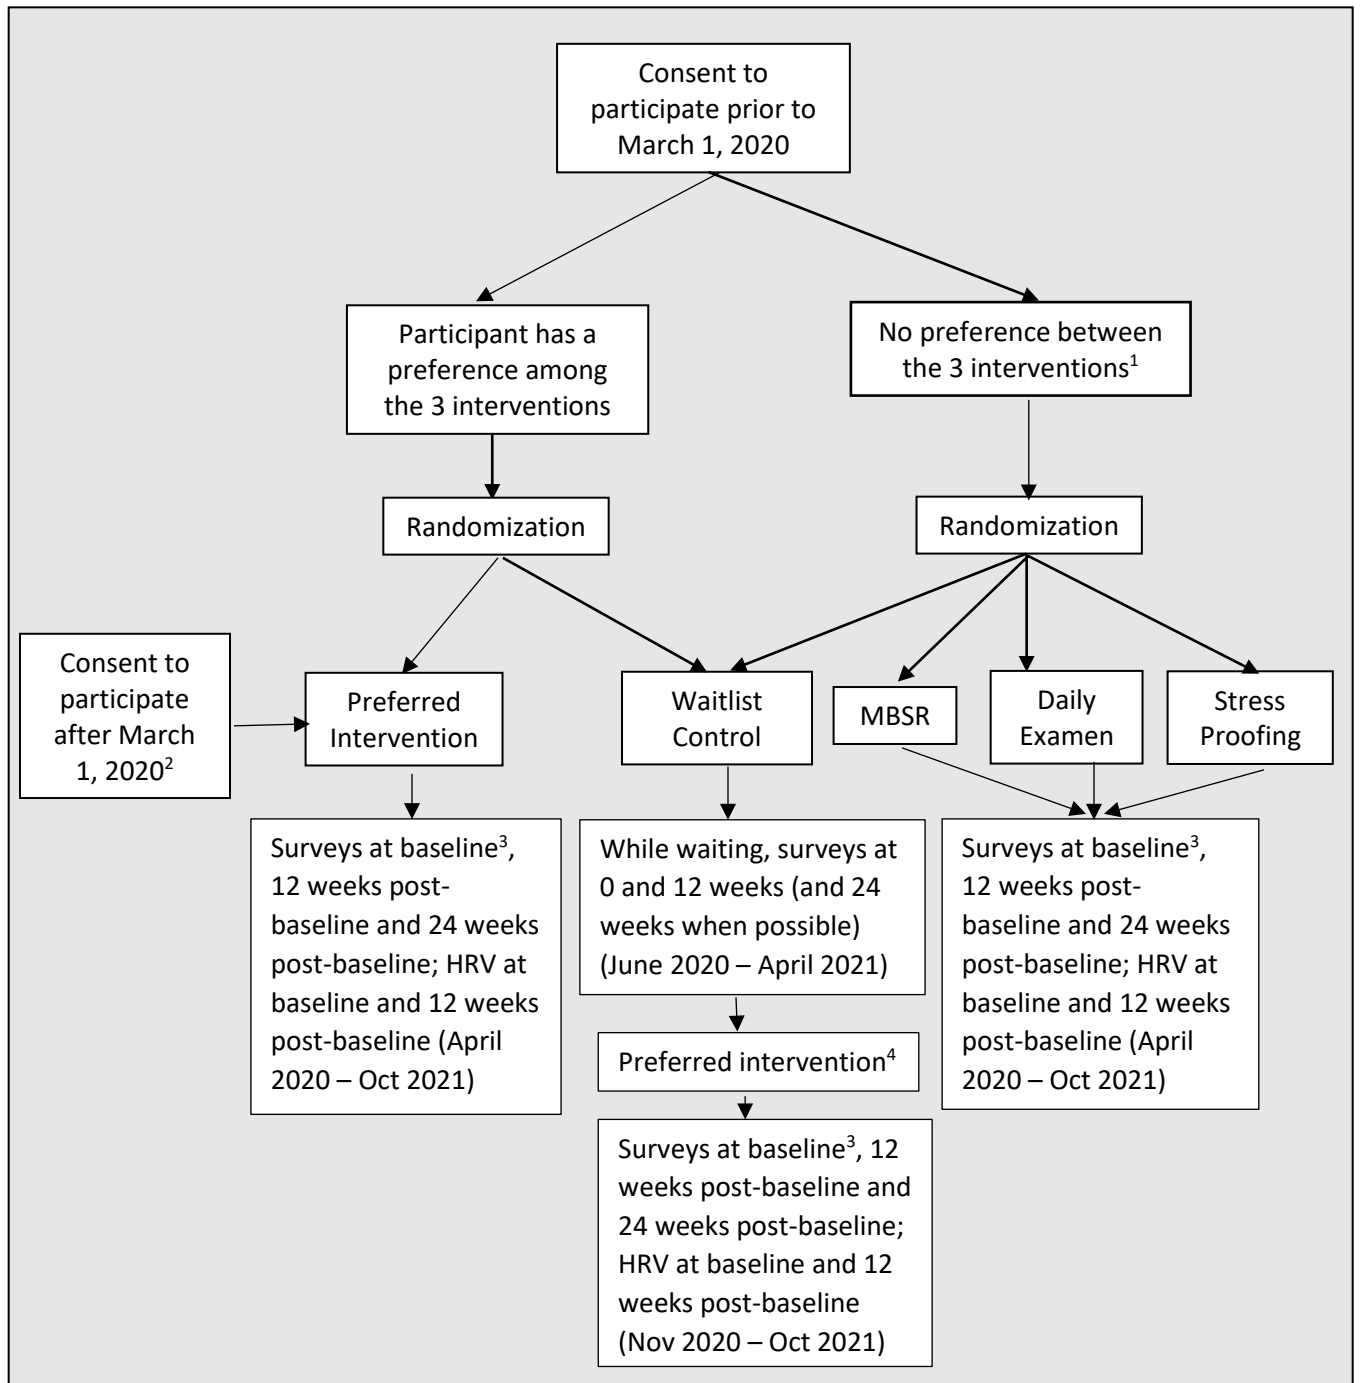 Consent to
participate prior to
March 1, 2020
Participant has a
preference among
the 3 interventions
No preference between
the 3 interventions¹
Randomization
Randomization
Consent to
participate
after March
1, 2020²
Preferred
Intervention
Waitlist
Control
MBSR
Daily
Examen
Stress
Proofing
Surveys at baseline³,
12 weeks post-
baseline and 24 weeks
post-baseline; HRV at
baseline and 12 weeks
post-baseline (April
2020 – Oct 2021)
While waiting, surveys at
0 and 12 weeks (and 24
weeks when possible)
(June 2020 – April 2021)
Surveys at baseline³,
12 weeks post-
baseline and 24 weeks
post-baseline; HRV at
baseline and 12 weeks
post-baseline (April
2020 – Oct 2021)
Preferred intervention⁴
Surveys at baseline³, 12
weeks post-baseline and
24 weeks post-baseline;
HRV at baseline and 12
weeks post-baseline
(Nov 2020 – Oct 2021)